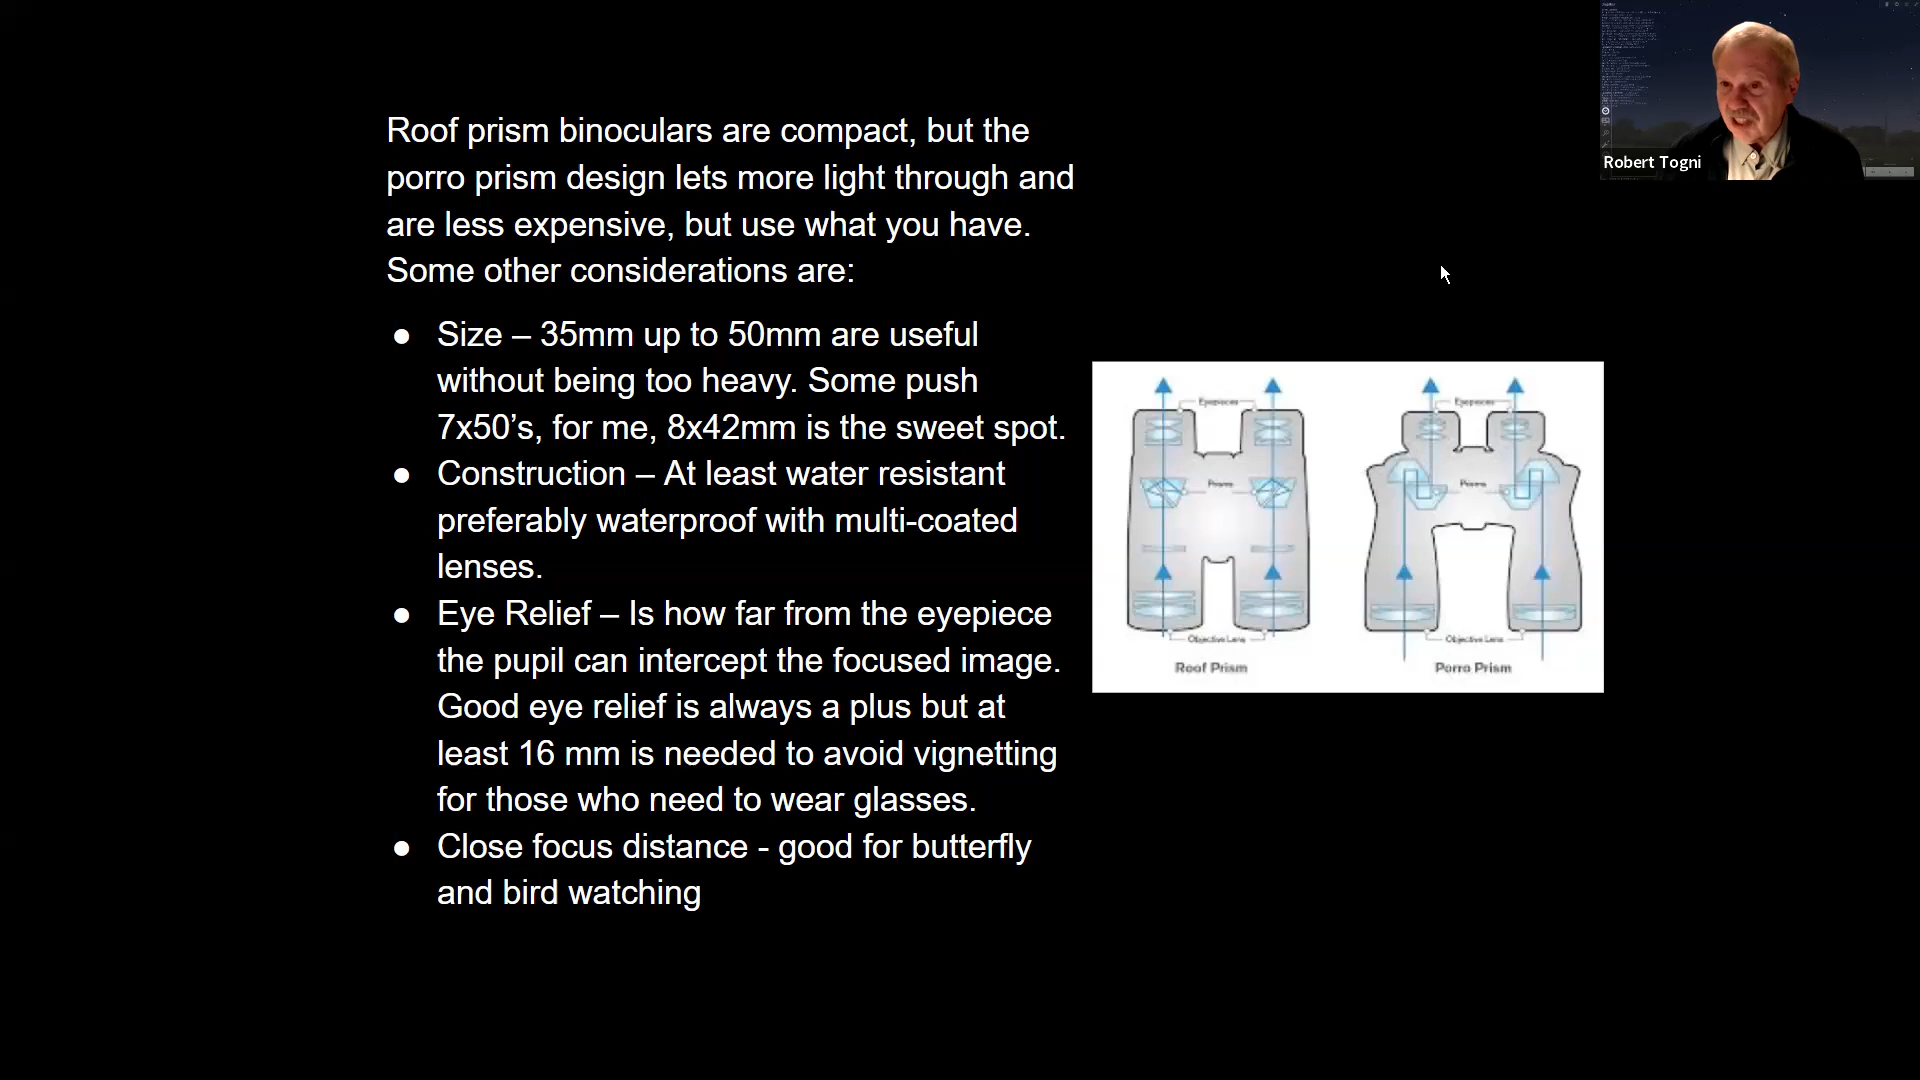 Robert Togni
Roof prism binoculars are compact, but the
porro prism design lets more light through and
are less expensive, but use what you have.
Some other considerations are:
● Size – 35mm up to 50mm are useful
without being too heavy. Some push
7x50’s, for me, 8x42mm is the sweet spot.
● Construction – At least water resistant
preferably waterproof with multi-coated
lenses.
● Eye Relief – Is how far from the eyepiece
the pupil can intercept the focused image.
Good eye relief is always a plus but at
least 16 mm is needed to avoid vignetting
for those who need to wear glasses.
● Close focus distance - good for butterfly
and bird watching
Eyepieces
Prisms
Objective Lens
Roof Prism
Eyepieces
Prisms
Objective Lens
Porro Prism